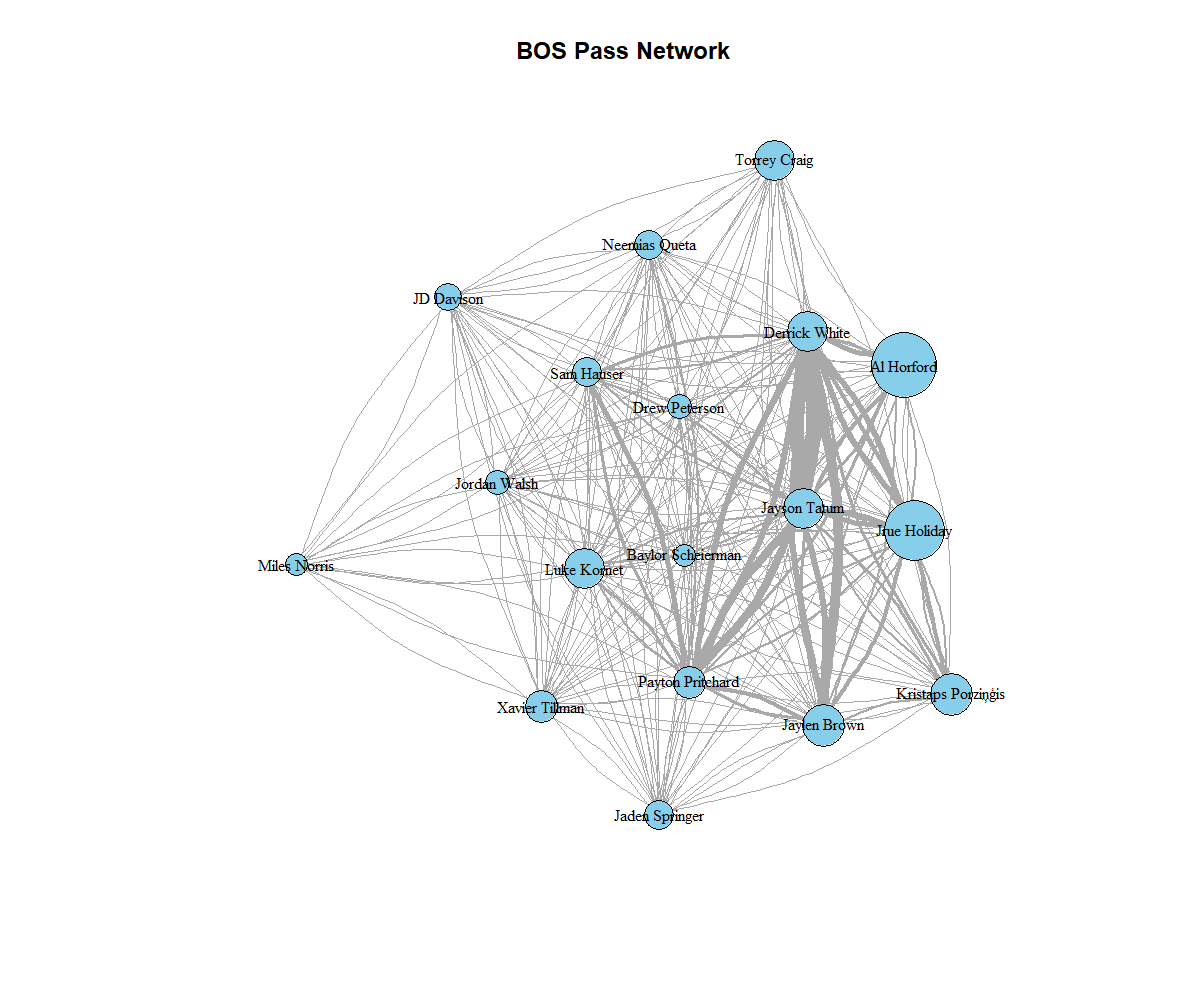 BOS Pass Network
Torrey Craig
Neemias Queta
JD Davison
Derrick White
Al Horford
Sam Hauser
Drew Peterson
Jordan Walsh
Jayson Tatum
Jrue Holiday
Baylor Scheierman
Miles Norris
Luke Kornet
Payton Pritchard
Kristaps Porziņģis
Xavier Tillman
Jaylen Brown
Jaden Springer